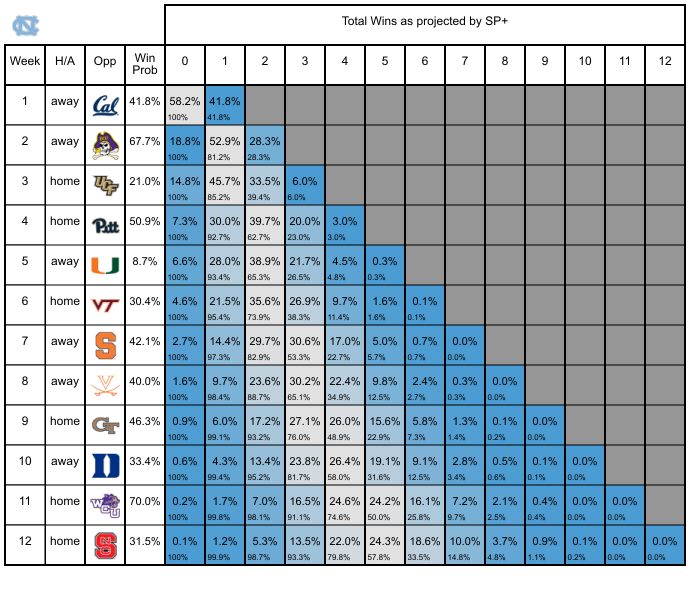 NC
Total Wins as projected by SP+
Week H/A Opp Win Prob 0 1 2 3 4 5 6 7 8 9 10 11 12
1 away Cal 41.8% 58.2% 41.8%
100% 41.8%
2 away 67.7% 18.8% 52.9% 28.3%
100% 81.2% 28.3%
3 home UCF 21.0% 14.8% 45.7% 33.5% 6.0%
100% 85.2% 39.4% 6.0%
4 home Pitt 50.9% 7.3% 30.0% 39.7% 20.0% 3.0%
100% 92.7% 62.7% 23.0% 3.0%
5 away U 8.7% 6.6% 28.0% 38.9% 21.7% 4.5% 0.3%
100% 93.4% 65.3% 26.5% 4.8% 0.3%
6 home VT 30.4% 4.6% 21.5% 35.6% 26.9% 9.7% 1.6% 0.1%
100% 95.4% 73.9% 38.3% 11.4% 1.6% 0.1%
7 away S 42.1% 2.7% 14.4% 29.7% 30.6% 17.0% 5.0% 0.7% 0.0%
100% 97.3% 82.9% 53.3% 22.7% 5.7% 0.7% 0.0%
8 away V 40.0% 1.6% 9.7% 23.6% 30.2% 22.4% 9.8% 2.4% 0.3% 0.0%
100% 98.4% 88.7% 65.1% 34.9% 12.5% 2.7% 0.3% 0.0%
9 home GT 46.3% 0.9% 6.0% 17.2% 27.1% 26.0% 15.6% 5.8% 1.3% 0.1% 0.0%
100% 99.1% 93.2% 76.0% 48.9% 22.9% 7.3% 1.4% 0.2% 0.0%
10 away D 33.4% 0.6% 4.3% 13.4% 23.8% 26.4% 19.1% 9.1% 2.8% 0.5% 0.1% 0.0%
100% 99.4% 95.2% 81.7% 58.0% 31.6% 12.5% 3.4% 0.6% 0.1% 0.0%
11 home WCU 70.0% 0.2% 1.7% 7.0% 16.5% 24.6% 24.2% 16.1% 7.2% 2.1% 0.4% 0.0% 0.0%
100% 99.8% 98.1% 91.1% 74.6% 50.0% 25.8% 9.7% 2.5% 0.4% 0.0% 0.0%
12 home S 31.5% 0.1% 1.2% 5.3% 13.5% 22.0% 24.3% 18.6% 10.0% 3.7% 0.9% 0.1% 0.0% 0.0%
100% 99.9% 98.7% 93.3% 79.8% 57.8% 33.5% 14.8% 4.8% 1.1% 0.2% 0.0% 0.0%